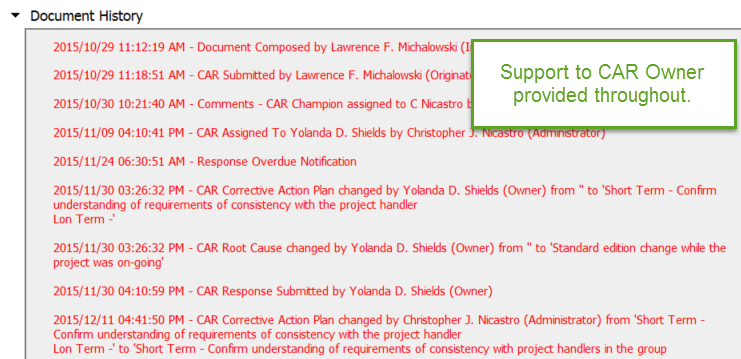 Document History
2015/10/29 11:12:19 AM - Document Composed by Lawrence F. Michalowski
2015/10/29 11:18:51 AM - CAR Submitted by Lawrence F. Michalowski (Originat
2015/10/30 10:21:40 AM - Comments - CAR Champion assigned to C Nicastro
Support to CAR Owner
provided throughout.
2015/11/09 04:10:41 PM - CAR Assigned To Yolanda D. Shields by Christopher J. Nicastro (Administrator)
2015/11/24 06:30:51 AM - Response Overdue Notification
2015/11/30 03:26:32 PM - CAR Corrective Action Plan changed by Yolanda D. Shields (Owner) from '' to 'Short Term - Confirm
understanding of requirements of consistency with the project handler
Lon Term -'
2015/11/30 03:26:32 PM - CAR Root Cause changed by Yolanda D. Shields (Owner) from '' to 'Standard edition change while the
project was on-going'
2015/11/30 04:10:59 PM - CAR Response Submitted by Yolanda D. Shields (Owner)
2015/12/11 04:41:50 PM - CAR Corrective Action Plan changed by Christopher J. Nicastro (Administrator) from 'Short Term -
Confirm understanding of requirements of consistency with the project handler
Lon Term -' to 'Short Term - Confirm understanding of requirements of consistency with project handlers in the group